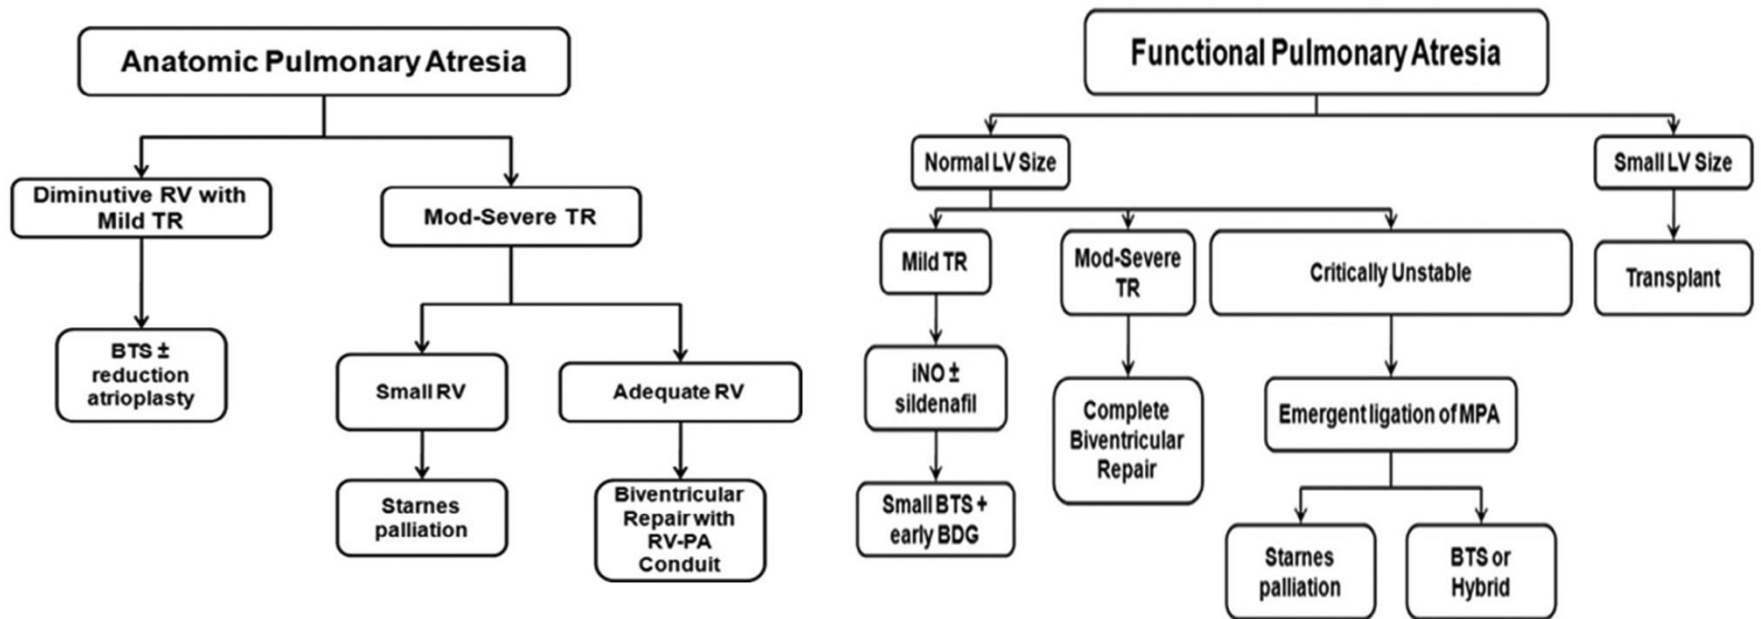 Anatomic Pulmonary Atresia
Diminutive RV with
Mild TR
Mod-Severe TR
BTS ±
reduction
atrioplasty
Small RV
Adequate RV
Starnes
palliation
Biventricular
Repair with
RV-PA
Conduit
Functional Pulmonary Atresia
Normal LV Size
Small LV Size
Mild TR
Mod-Severe
TR
Critically Unstable
Transplant
iNO ±
sildenafil
Complete
Biventricular
Repair
Emergent ligation of MPA
Small BTS +
early BDG
Starnes
palliation
BTS or
Hybrid